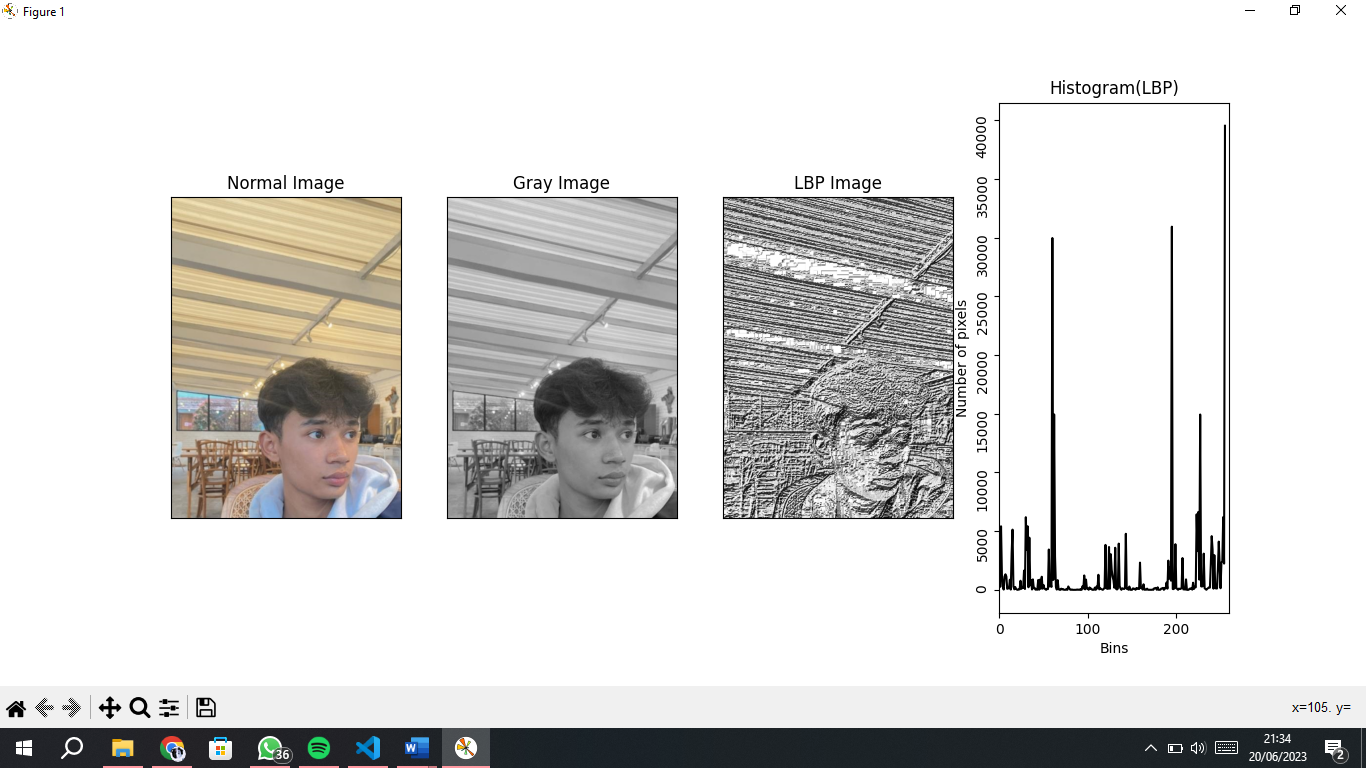 Figure 1
Normal Image
Gray Image
LBP Image
Histogram(LBP)
Number of pixels
40000
35000
30000
25000
20000
15000
10000
5000
0
0 100 200
Bins
x=105. y=
36
21:34
20/06/2023
2